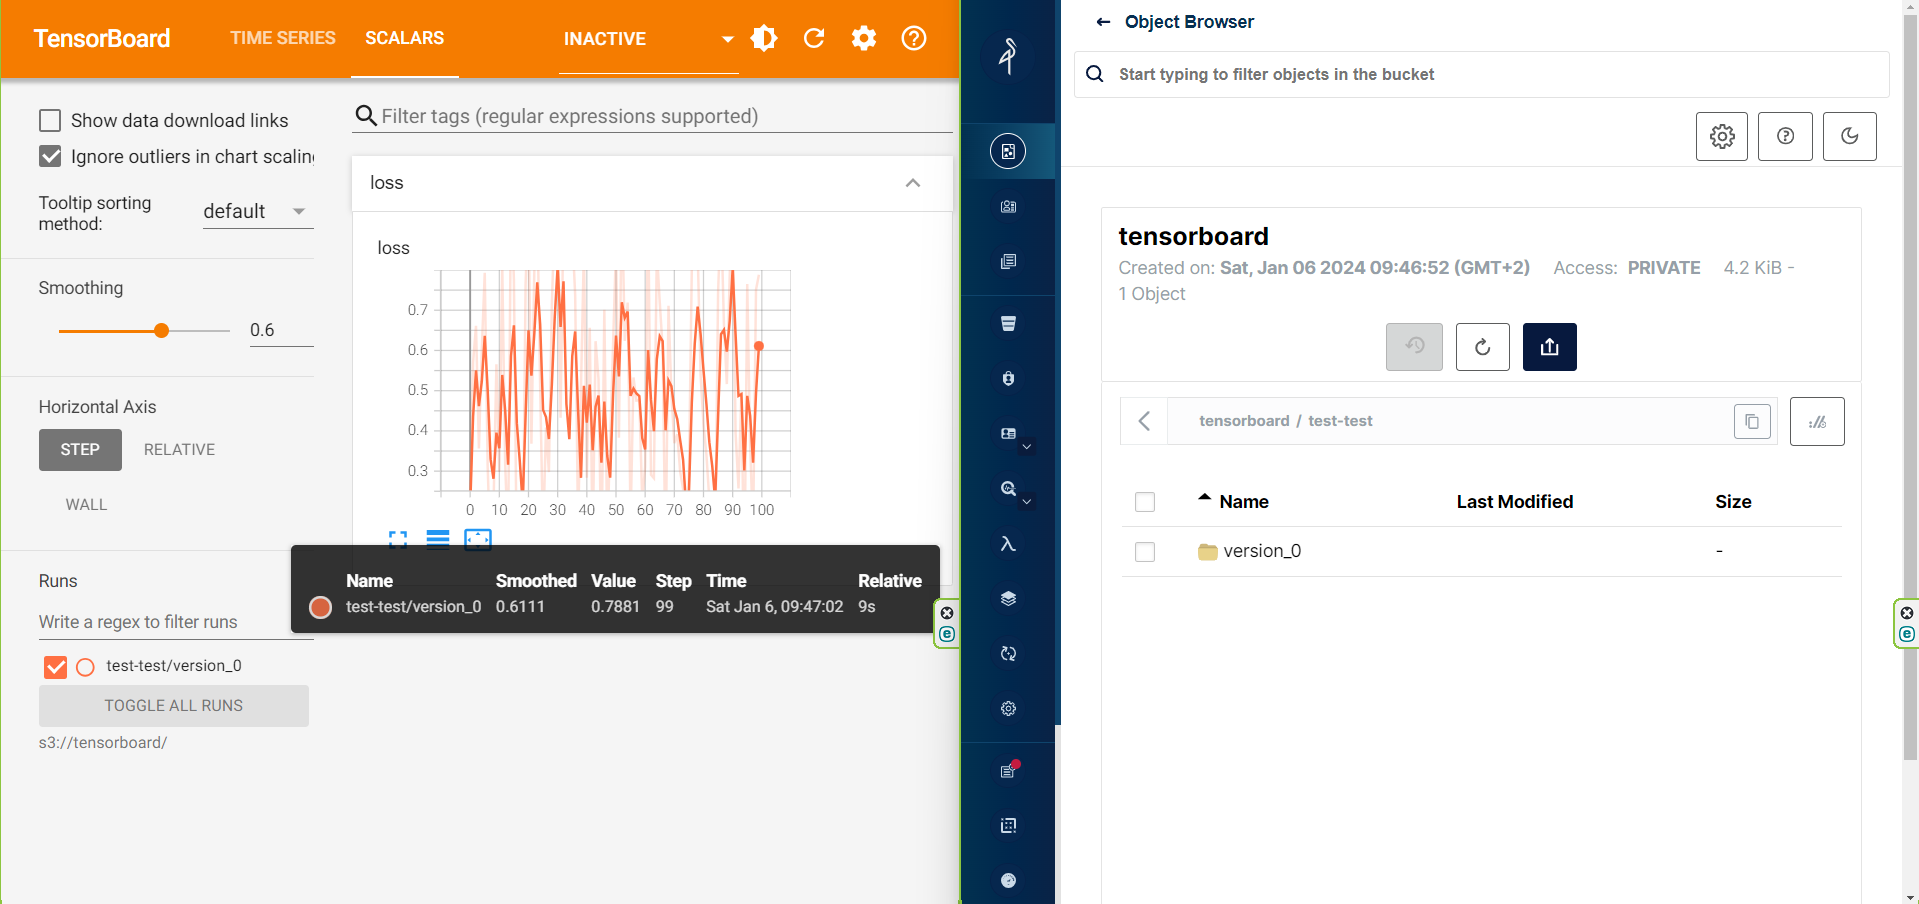 TensorBoard
TIME SERIES
SCALARS
INACTIVE
Show data download links
Ignore outliers in chart scaling
Tooltip sorting
method:
default
Smoothing
0.6
Horizontal Axis
STEP
RELATIVE
WALL
Runs
Write a regex to filter runs
test-test/version_0
TOGGLE ALL RUNS
s3://tensorboard/
Filter tags (regular expressions supported)
loss
loss
0.7
0.6
0.5
0.4
0.3
0 10 20 30 40 50 60 70 80 90 100
Name Smoothed Value Step Time Relative
test-test/version_0 0.6111 0.7881 99 Sat Jan 6, 09:47:02 9s
Object Browser
Start typing to filter objects in the bucket
tensorboard
Created on: Sat, Jan 06 2024 09:46:52 (GMT+2) Access: PRIVATE 4.2 KiB -
1 Object
tensorboard / test-test
Name Last Modified Size
version_0 -